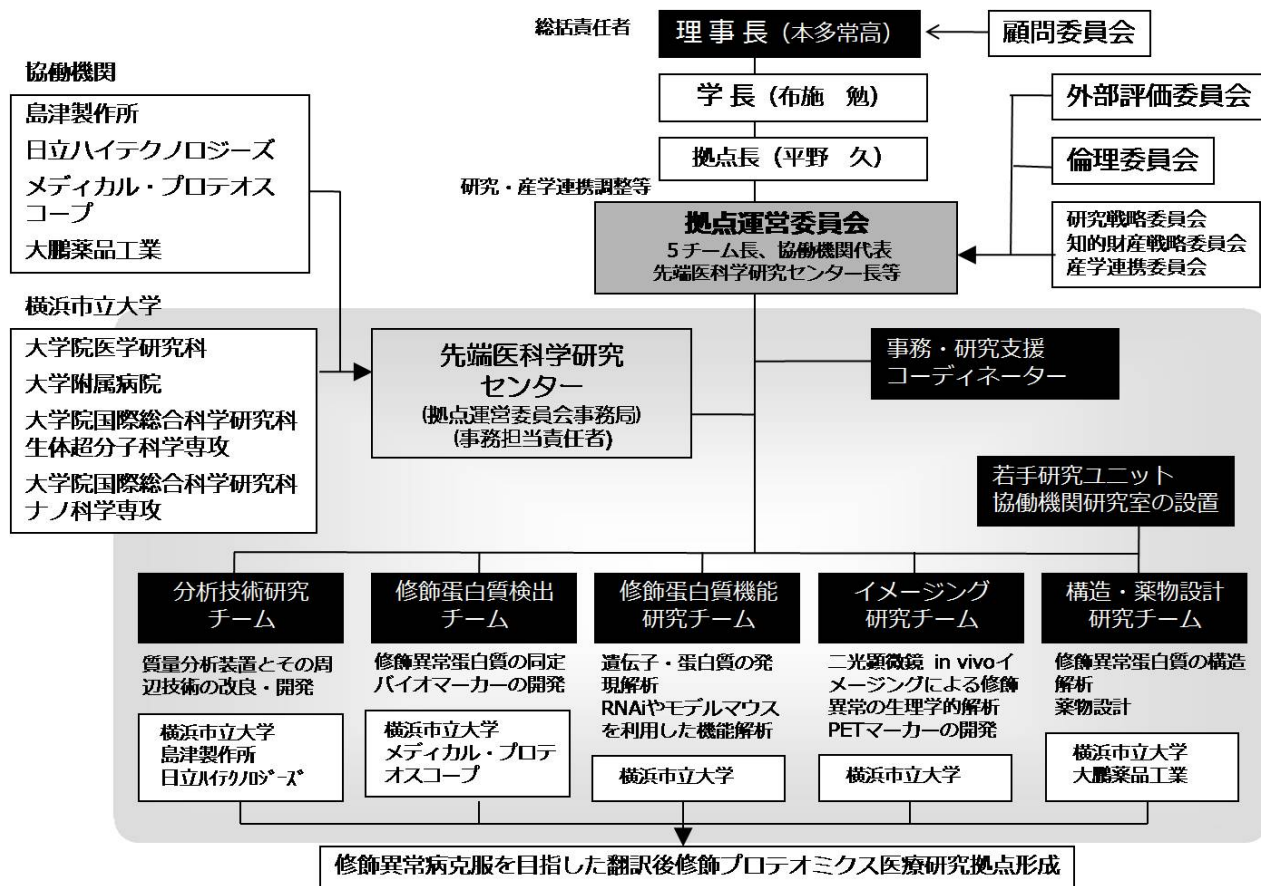 総括責任者
理 事 長 (本多常高)
顧問委員会
学 長 (布施 勉)
拠点長 (平野 久)
外部評価委員会
倫理委員会
研究戦略委員会
知的財産戦略委員会
産学連携委員会
研究・産学連携調整等
拠点運営委員会
5チーム長、協働機関代表
先端医科学研究センター長等
協働機関
島津製作所
日立ハイテクノロジーズ
メディカル・プロテオス
コープ
大鵬薬品工業
横浜市立大学
大学院医学研究科
大学附属病院
大学院国際総合科学研究科
生体超分子科学専攻
大学院国際総合科学研究科
ナノ科学専攻
先端医科学研究
センター
(拠点運営委員会事務局)
(事務担当責任者)
事務・研究支援
コーディネーター
若手研究ユニット
協働機関研究室の設置
分析技術研究
チーム
質量分析装置とその周
辺技術の改良・開発
横浜市立大学
島津製作所
日立ﾊｲﾃｸﾉﾛｼﾞｰｽﾞ
修飾蛋白質検出
チーム
修飾異常蛋白質の同定
バイオマーカーの開発
横浜市立大学
メディカル・プロテ
オスコープ
修飾蛋白質機能
研究チーム
遺伝子・蛋白質の発
現解析
RNAiやモデルマウス
を利用した機能解析
横浜市立大学
イメージング
研究チーム
二光顕微鏡 in vivoイ
メージングによる修飾
異常の生理学的解析
PETマーカーの開発
横浜市立大学
構造・薬物設計
研究チーム
修飾異常蛋白質の構造
解析
薬物設計
横浜市立大学
大鵬薬品工業
修飾異常病克服を目指した翻訳後修飾プロテオミクス医療研究拠点形成